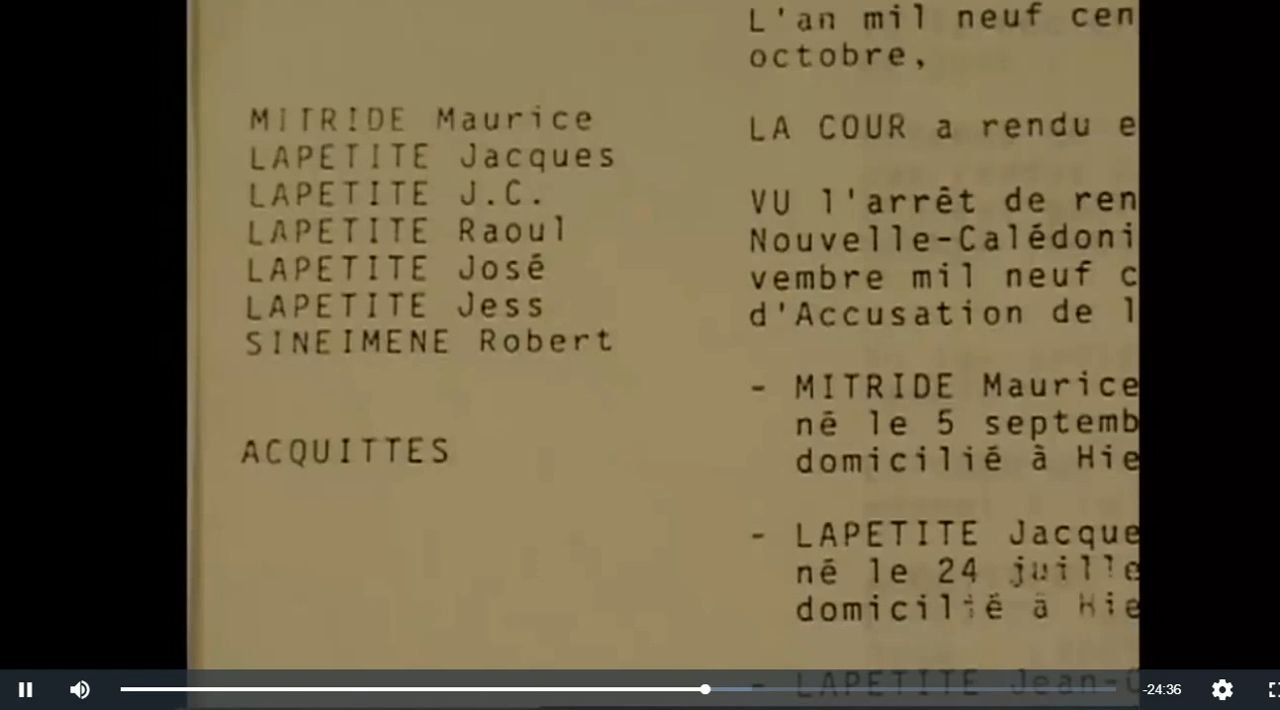 MITRIDE Maurice
LAPETITE Jacques
LAPETITE J.C.
LAPETITE Raoul
LAPETITE José
LAPETITE Jess
SINEIMENE Robert
ACQUITTES
L'an mil neuf cen
octobre,
LA COUR a rendu e
VU l'arrêt de ren
Nouvelle-Calédoni
vembre mil neuf c
d'Accusation de l
- MITRIDE Maurice
né le 5 septemb
domicilié à Hie
- LAPETITE Jacque
né le 24 juille
domicilié à Hie
- LAPETITE Jean-C
-24:36